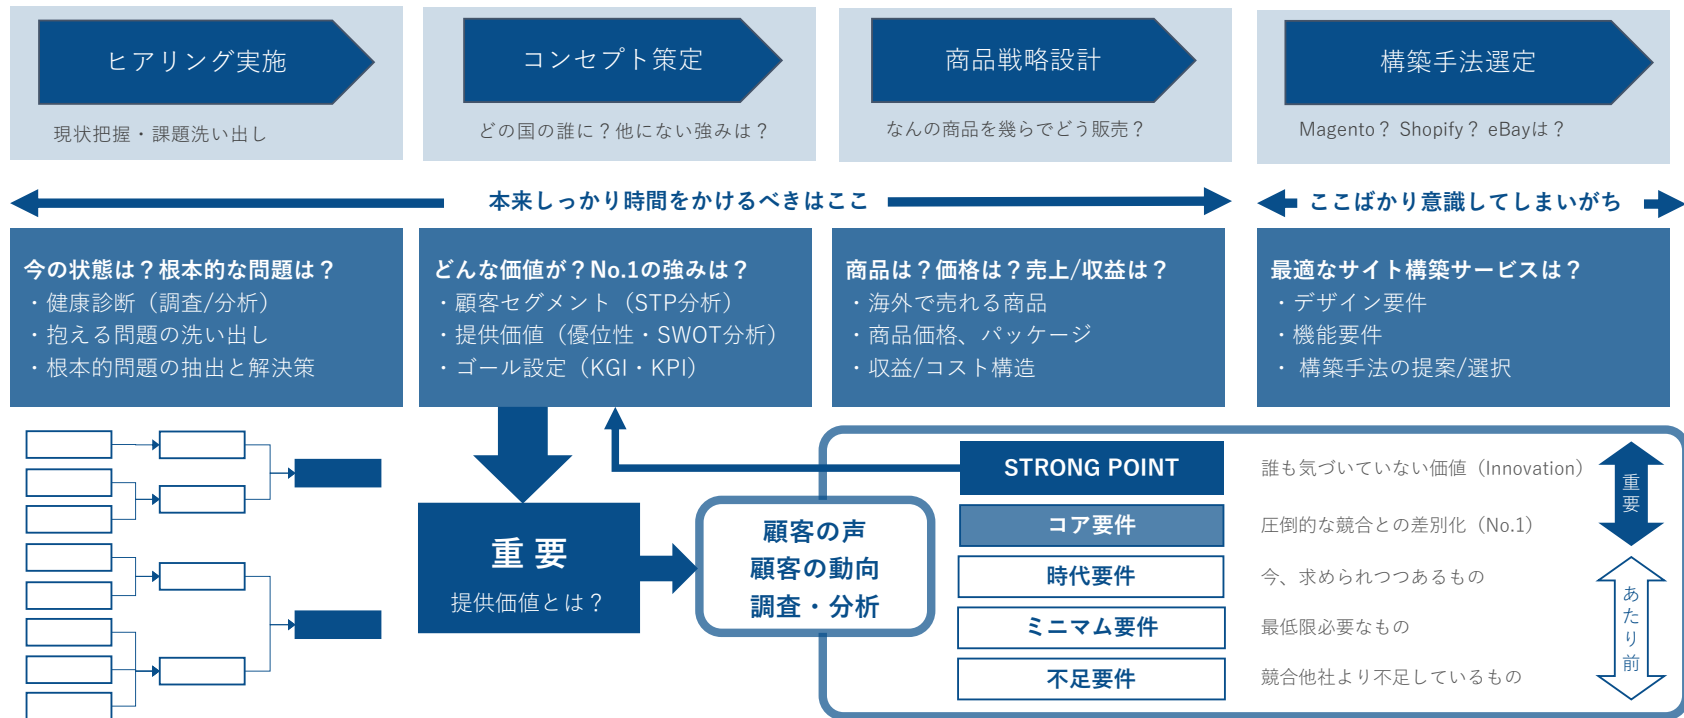 ヒアリング実施
コンセプト策定
商品戦略設計
構築手法選定
現状把握・課題洗い出し
どの国の誰に？他にない強みは？
なんの商品を幾らでどう販売？
Magento？ Shopify？ eBayは？
本来しっかり時間をかけるべきはここ
ここばかり意識してしまいがち
今の状態は？根本的な問題は？
・健康診断（調査/分析）
・抱える問題の洗い出し
・根本的問題の抽出と解決策
どんな価値が？No.1の強みは？
・顧客セグメント（STP分析）
・提供価値（優位性・SWOT分析）
・ゴール設定（KGI・KPI）
商品は？価格は？売上/収益は？
・海外で売れる商品
・商品価格、パッケージ
・収益/コスト構造
最適なサイト構築サービスは？
・デザイン要件
・機能要件
・ 構築手法の提案/選択
重 要
提供価値とは？
顧客の声
顧客の動向
調査・分析
STRONG POINT
誰も気づいていない価値（Innovation）
コア要件
圧倒的な競合との差別化（No.1）
時代要件
今、求められつつあるもの
ミニマム要件
最低限必要なもの
不足要件
競合他社より不足しているもの
重要
あたり前